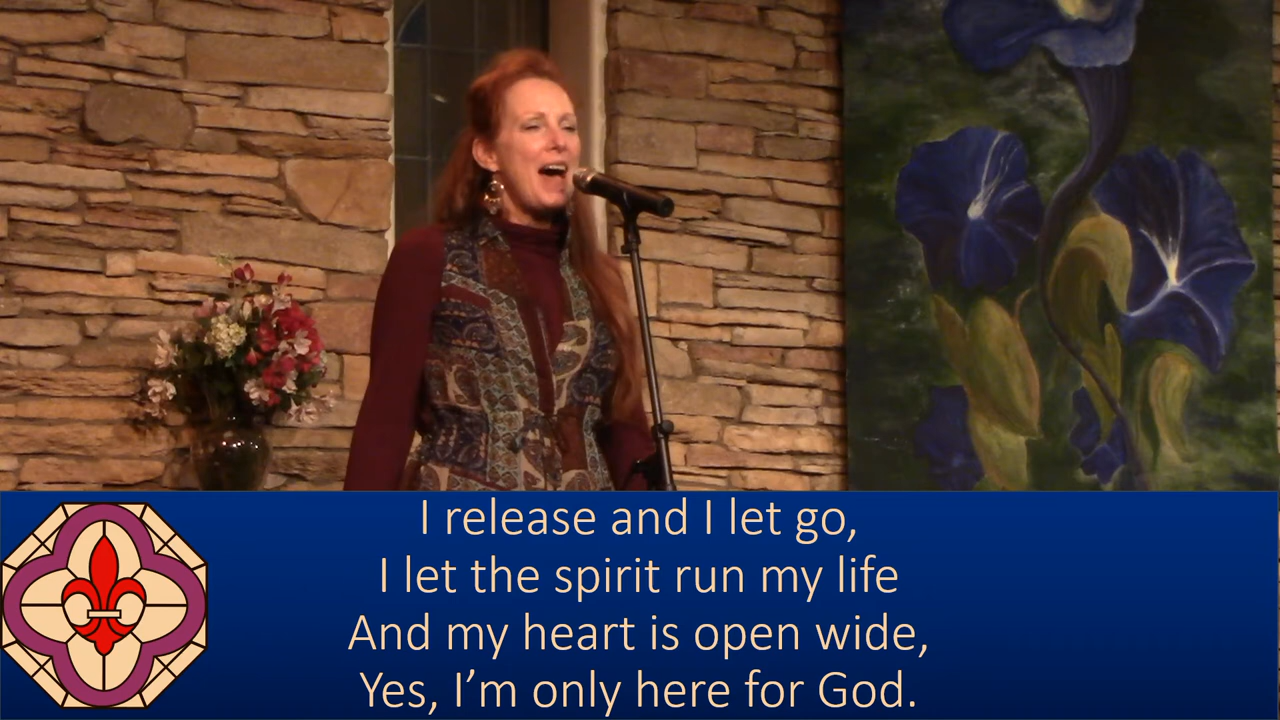 I release and I let go,
I let the spirit run my life
And my heart is open wide,
Yes, I’m only here for God.